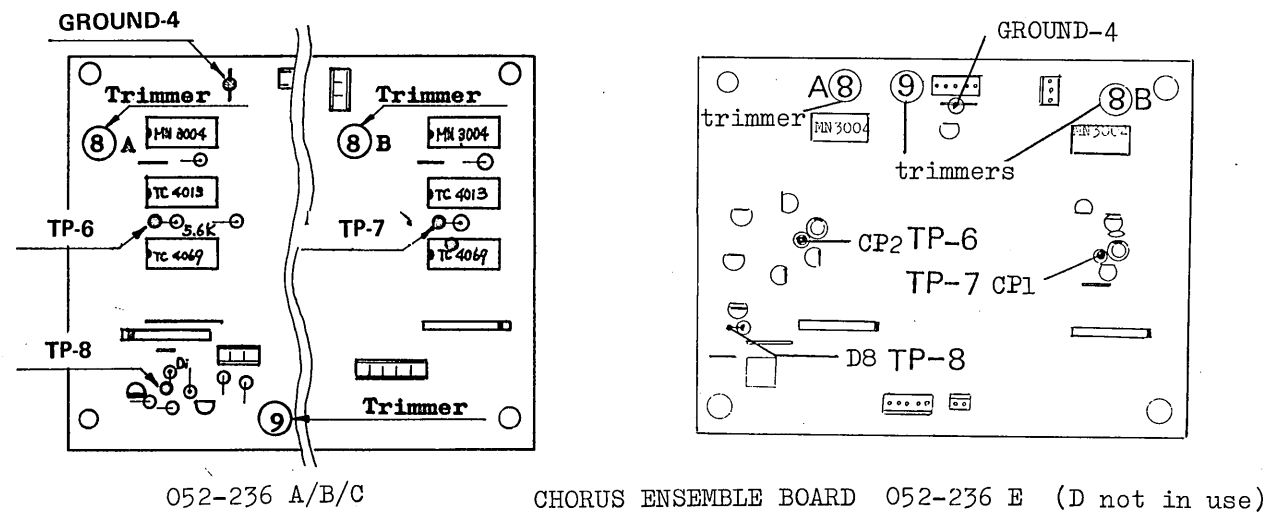 GROUND-4
Trimmer
Trimmer
8 A
MN 3004
8 B
MN 3004
TC 4013
TC 4013
TP-6
5.6K
TP-7
TC 4069
TC 4069
TP-8
Di
9
Trimmer
052-236 A/B/C
GROUND-4
A 8
9
8 B
trimmer
MN3004
trimmers
CP2 TP-6
TP-7 CP1
D8 TP-8
CHORUS ENSEMBLE BOARD 052-236 E (D not in use)